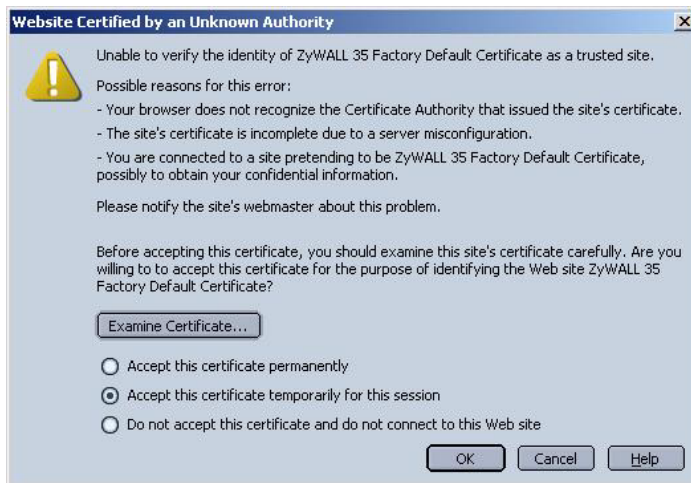 Website Certified by an Unknown Authority
Unable to verify the identity of ZyWALL 35 Factory Default Certificate as a trusted site.
Possible reasons for this error:
- Your browser does not recognize the Certificate Authority that issued the site's certificate.
- The site's certificate is incomplete due to a server misconfiguration.
- You are connected to a site pretending to be ZyWALL 35 Factory Default Certificate,
possibly to obtain your confidential information.
Please notify the site's webmaster about this problem.
Before accepting this certificate, you should examine this site's certificate carefully. Are you
willing to to accept this certificate for the purpose of identifying the Web site ZyWALL 35
Factory Default Certificate?
Examine Certificate...
Accept this certificate permanently
Accept this certificate temporarily for this session
Do not accept this certificate and do not connect to this Web site
OK Cancel Help